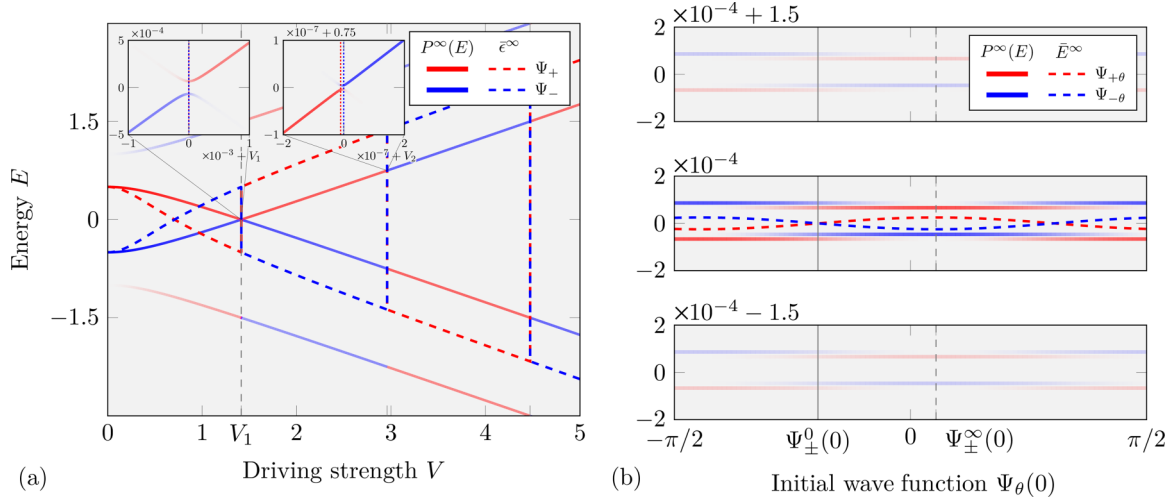 ×10⁻⁴
5
0
−5
−1
0
1
×10⁻³ + V₁
×10⁻⁷ + 0.75
1
0
−1
−2
0
2
×10⁻⁷ + V₂
P^∞(E) ε̄^∞
Ψ₊
Ψ₋
1.5
0
−1.5
Energy E
0 1 V₁ 2 3 4 5
Driving strength V
(a)
×10⁻⁴ + 1.5
2
0
−2
P^∞(E) Ē^∞
Ψ₊θ
Ψ₋θ
×10⁻⁴
2
0
−2
×10⁻⁴ − 1.5
2
0
−2
−π/2 Ψ⁰±(0) 0 Ψ^∞±(0) π/2
Initial wave function Ψθ(0)
(b)